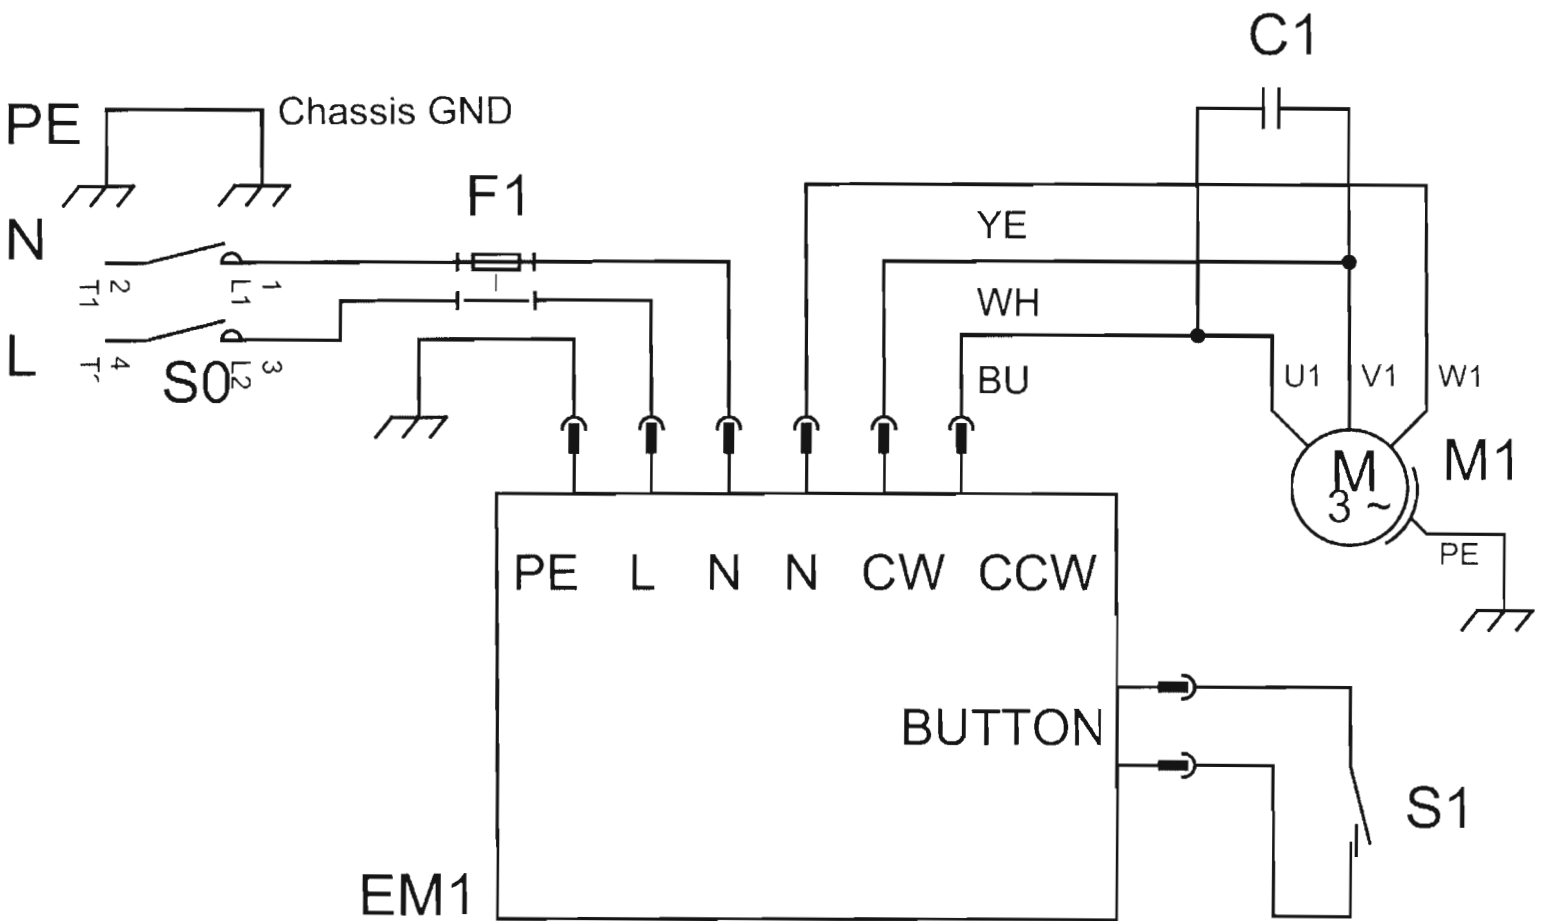 C1
PE
Chassis GND
F1
N
YE
T1
2
L1
1
WH
L
4
S0
L2
3
BU
U1
V1
W1
M
3 ~
M1
PE
PE
L
N
N
CW
CCW
BUTTON
S1
EM1